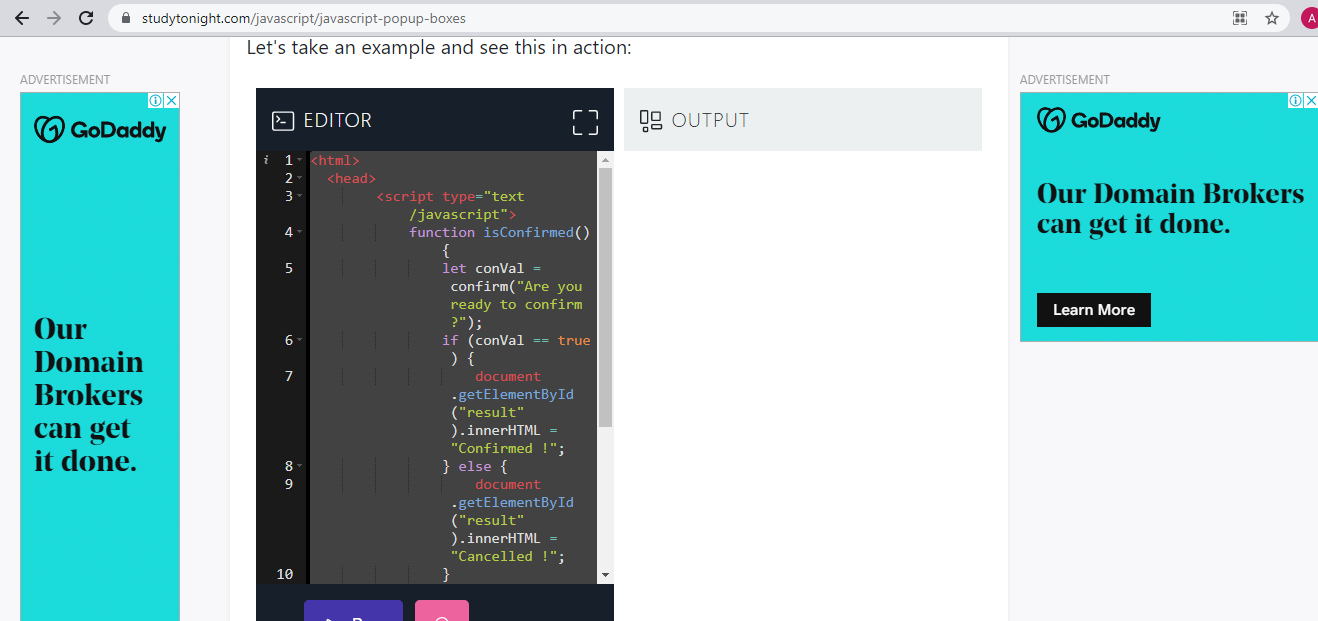 studytonight.com/javascript/javascript-popup-boxes
A
Let's take an example and see this in action:
ADVERTISEMENT
GoDaddy
Our
Domain
Brokers
can get
it done.
EDITOR
i 1 <html>
2 <head>
3 <script type="text
/javascript">
4 function isConfirmed()
{
5 let conVal =
confirm("Are you
ready to confirm
?");
6 if (conVal == true
) {
7 document
.getElementById
("result"
).innerHTML =
"Confirmed !";
8 } else {
9 document
.getElementById
("result"
).innerHTML =
"Cancelled !";
10 }
OUTPUT
ADVERTISEMENT
GoDaddy
Our Domain Brokers
can get it done.
Learn More